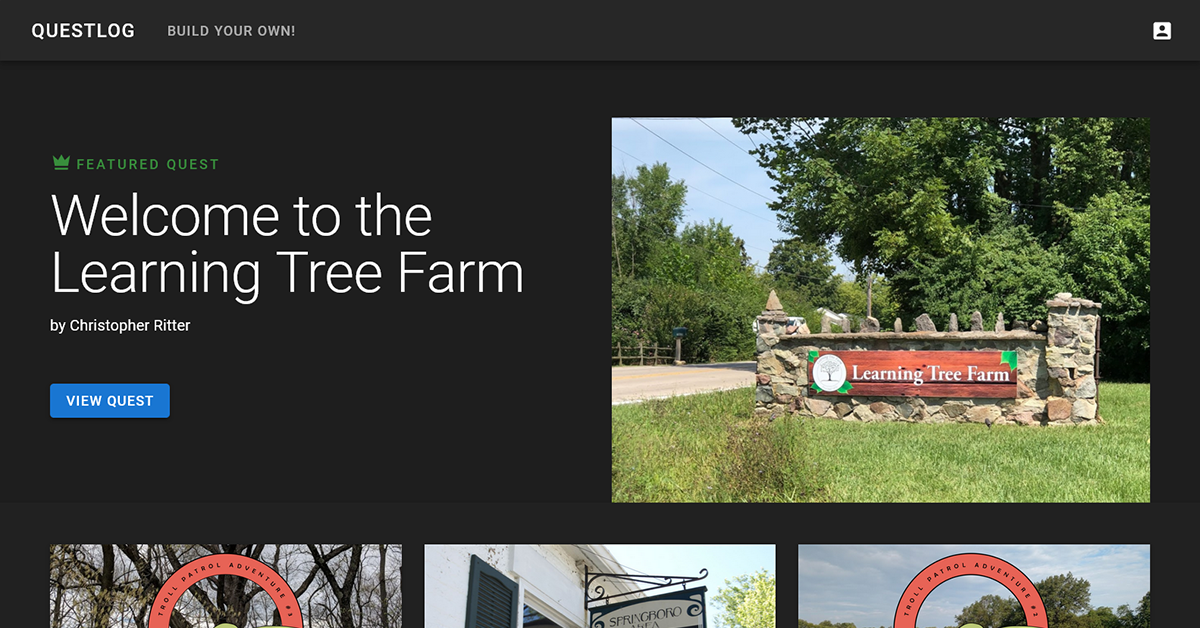 QUESTLOG
BUILD YOUR OWN!
FEATURED QUEST
Welcome to the
Learning Tree Farm
by Christopher Ritter
VIEW QUEST
Learning Tree Farm
TROLL PATROL ADVENTURE #3
SPRINGBORO
AREA
TROLL PATROL ADVENTURE #2